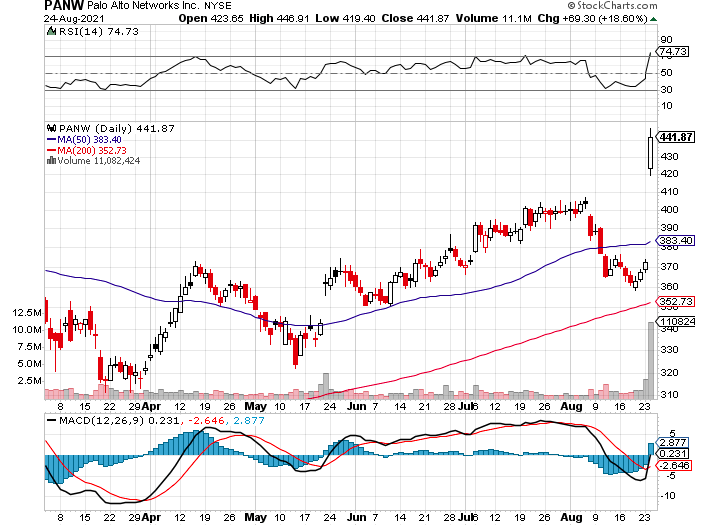 PANW Palo Alto Networks Inc. NYSE © StockCharts.com
24-Aug-2021 Open 423.65 High 446.91 Low 419.40 Close 441.87 Volume 11.1M Chg +69.30 (+18.60%)
RSI(14) 74.73
90
74.73
70
50
30
10
PANW (Daily) 441.87
MA(50) 383.40
MA(200) 352.73
Volume 11,082,424
441.87
430
420
410
400
390
383.40
380
370
360
352.73
350
11082424
340
330
320
310
12.5M
10.0M
7.5M
5.0M
2.5M
8 15 22 Apr 12 19 26 May 10 17 24 Jun 7 14 21 28 Jul 6 12 19 26 Aug 9 16 23
MACD(12,26,9) 0.231, -2.646, 2.877
5
2.877
0.231
-2.646
-5
-10
8 15 22 Apr 12 19 26 May 10 17 24 Jun 7 14 21 28 Jul 6 12 19 26 Aug 9 16 23